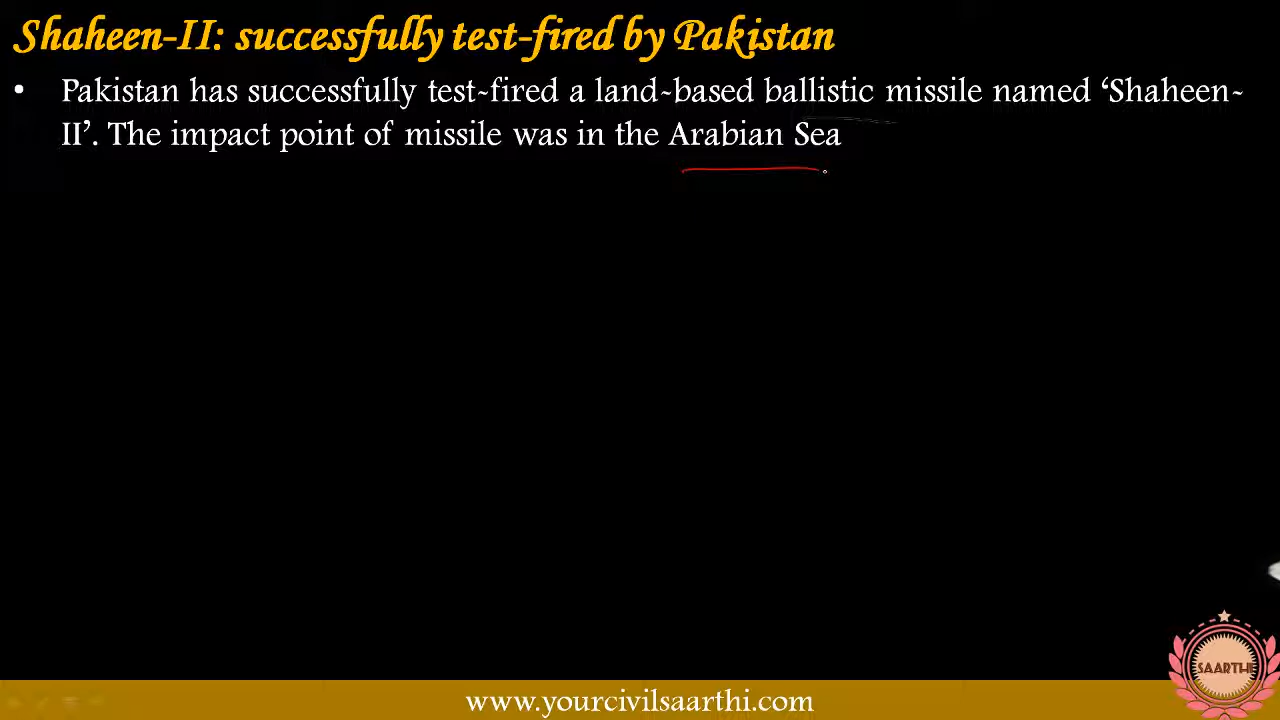 Shaheen-II: successfully test-fired by Pakistan
• Pakistan has successfully test-fired a land-based ballistic missile named ‘Shaheen-
II’. The impact point of missile was in the Arabian Sea
SAARTHI
www.yourcivilsaarthi.com